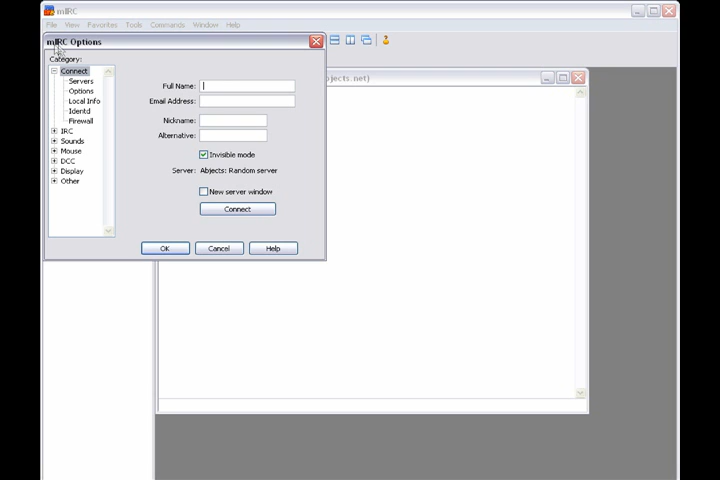 mIRC
File View Favorites Tools Commands Window Help
mIRC Options
Category:
Connect
Servers
Options
Local Info
Identd
Firewall
IRC
Sounds
Mouse
DCC
Display
Other
Full Name:
Email Address:
Nickname:
Alternative:
Invisible mode
Server: Abjects: Random server
New server window
Connect
OK Cancel Help
bjects.net)